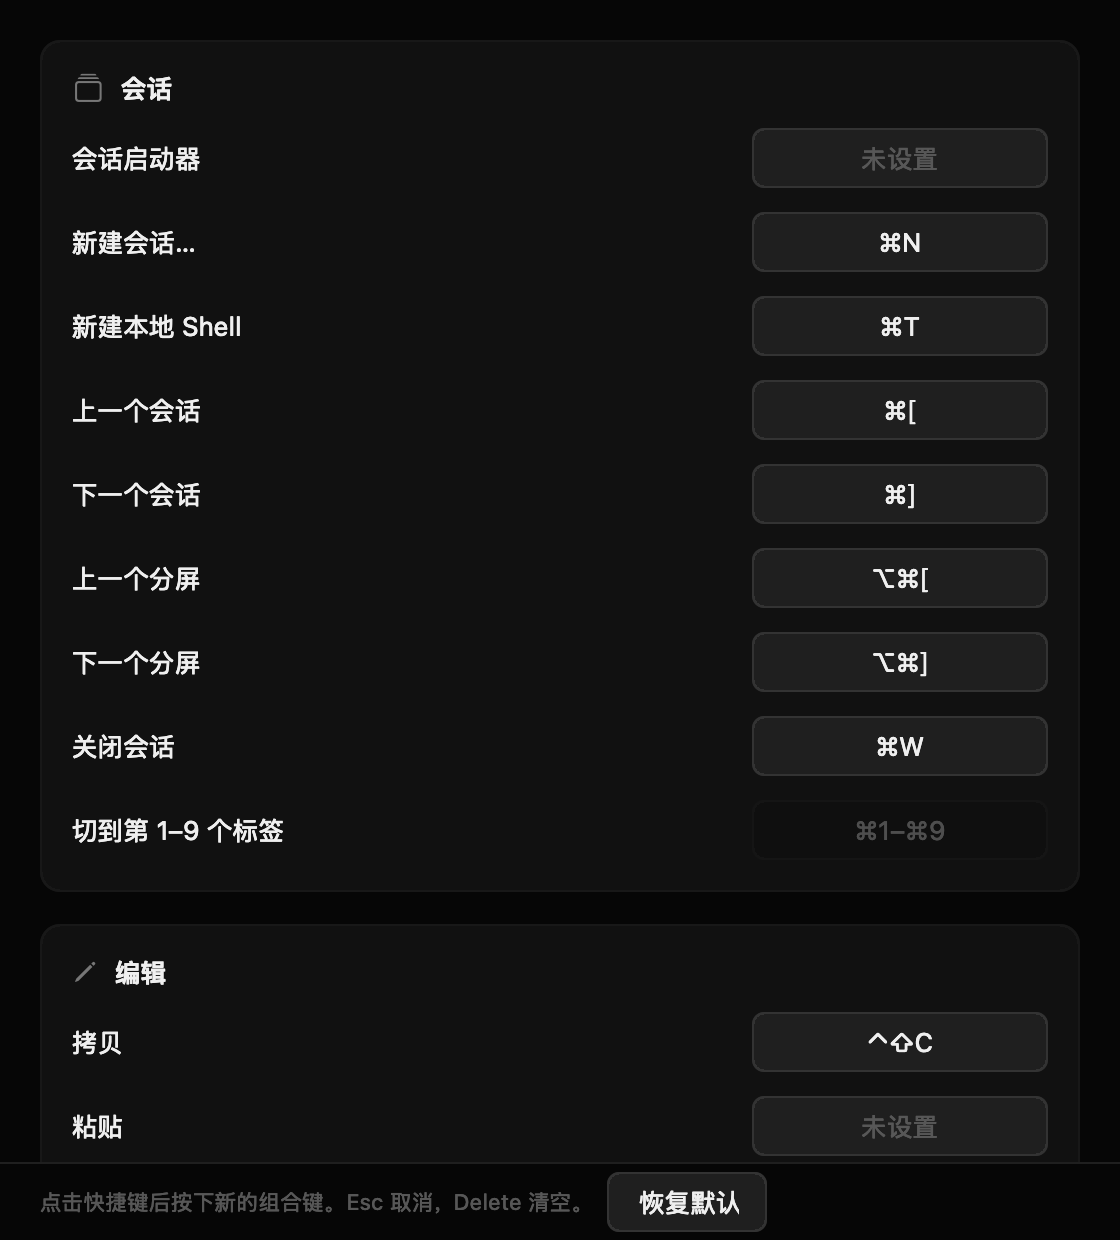 会话
会话启动器 未设置
新建会话... ⌘N
新建本地 Shell ⌘T
上一个会话 ⌘[
下一个会话 ⌘]
上一个分屏 ⌥⌘[
下一个分屏 ⌥⌘]
关闭会话 ⌘W
切到第 1–9 个标签 ⌘1–⌘9
编辑
拷贝 ^⇧C
粘贴 未设置
点击快捷键后按下新的组合键。Esc 取消，Delete 清空。 恢复默认